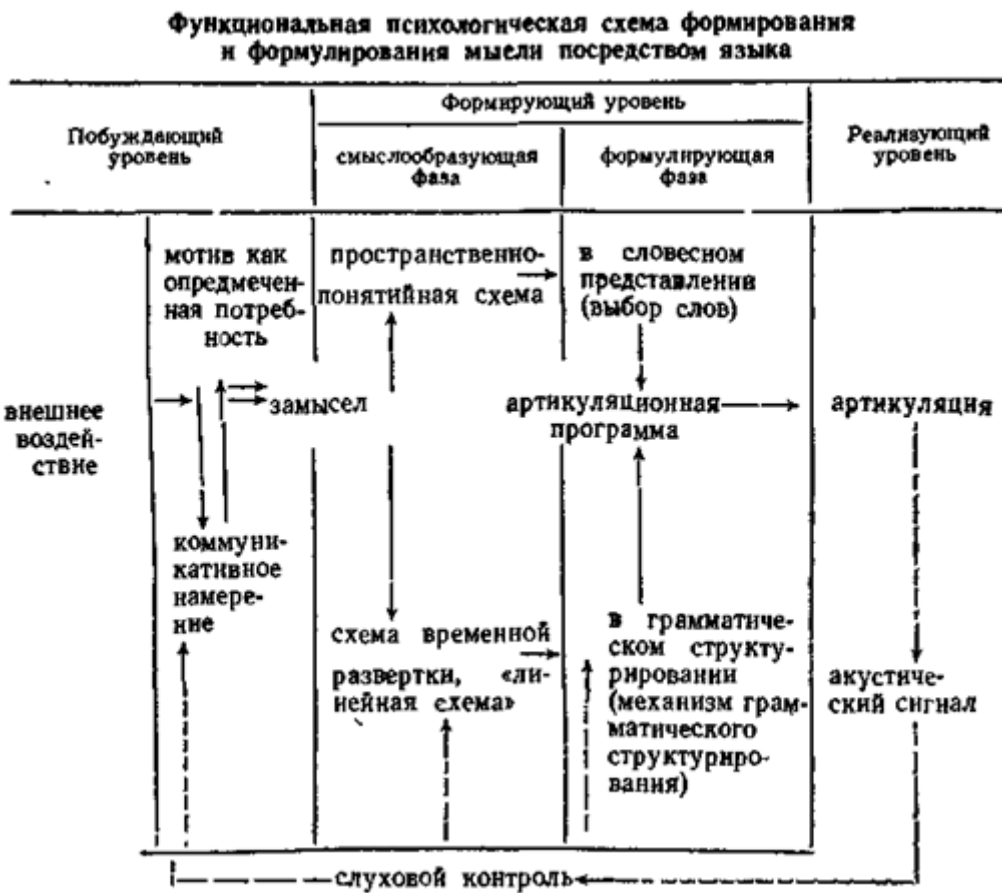 Функциональная психологическая схема формирования
и формулирования мысли посредством языка
Побуждающий
уровень
Формирующий уровень
смыслообразующая
фаза
формулирующая
фаза
Реализующий
уровень
внешнее
воздей-
ствие
мотив как
опредмечен-
ная потреб-
ность
замысел
коммуни-
кативное
намере-
ние
пространственно-
понятийная схема
схема временной
развертки, «ли-
нейная схема»
в словесном
представлении
(выбор слов)
артикуляционная
программа
в граммати́че-
ском структу-
рировании
(механизм грам-
матического
структуриро-
вания)
артикуляция
акустиче-
ский сигнал
слуховой контроль